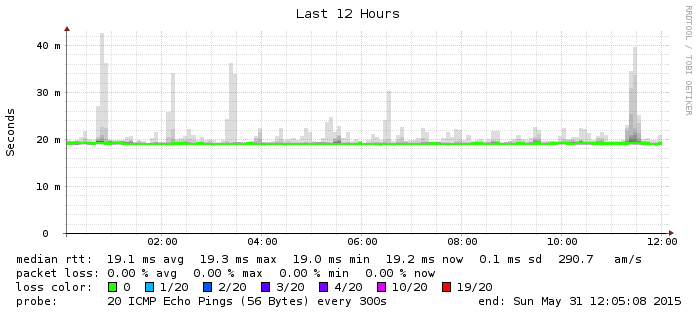 Last 12 Hours
RRDTOOL / TOBI OETIKER
Seconds
40 m
30 m
20 m
10 m
0
02:00 04:00 06:00 08:00 10:00 12:00
median rtt: 19.1 ms avg 19.3 ms max 19.0 ms min 19.2 ms now 0.1 ms sd 290.7 am/s
packet loss: 0.00 % avg 0.00 % max 0.00 % min 0.00 % now
loss color: 0 1/20 2/20 3/20 4/20 10/20 19/20
probe: 20 ICMP Echo Pings (56 Bytes) every 300s end: Sun May 31 12:05:08 2015